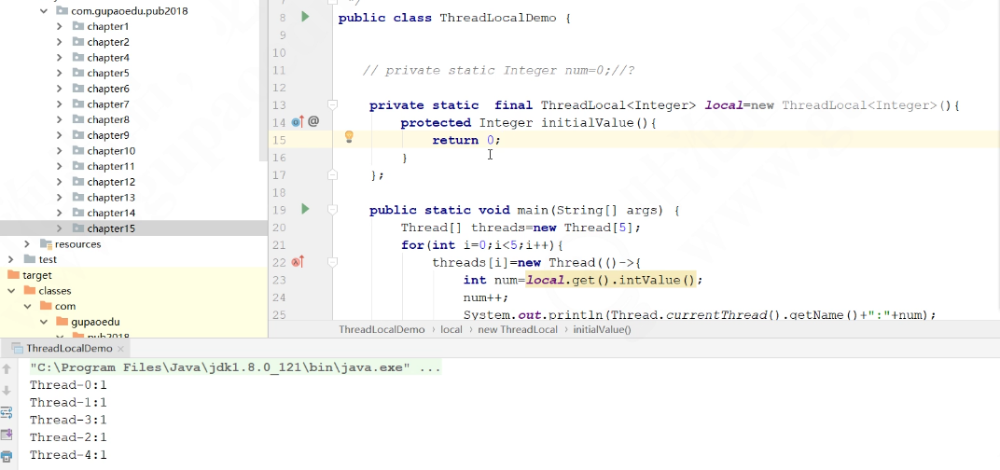 com.gupaoedu.pub2018
chapter1
chapter2
chapter4
chapter5
chapter6
chapter7
chapter8
chapter9
chapter10
chapter11
chapter12
chapter13
chapter14
chapter15
resources
test
target
classes
com
gupaoedu
pub2018
7 */
8 public class ThreadLocalDemo {
9
10
11 // private static Integer num=0;//?
12
13 private static final ThreadLocal<Integer> local=new ThreadLocal<Integer>(){
14 @ protected Integer initialValue(){
15 return 0;
16 }
17 };
18
19 public static void main(String[] args) {
20 Thread[] threads=new Thread[5];
21 for(int i=0;i<5;i++){
22 threads[i]=new Thread(()->{
23 int num=local.get().intValue();
24 num++;
25 System.out.println(Thread.currentThread().getName()+":"+num);
ThreadLocalDemo › local › new ThreadLocal › initialValue()
ThreadLocalDemo ×
"C:\Program Files\Java\jdk1.8.0_121\bin\java.exe" ...
Thread-0:1
Thread-1:1
Thread-3:1
Thread-2:1
Thread-4:1